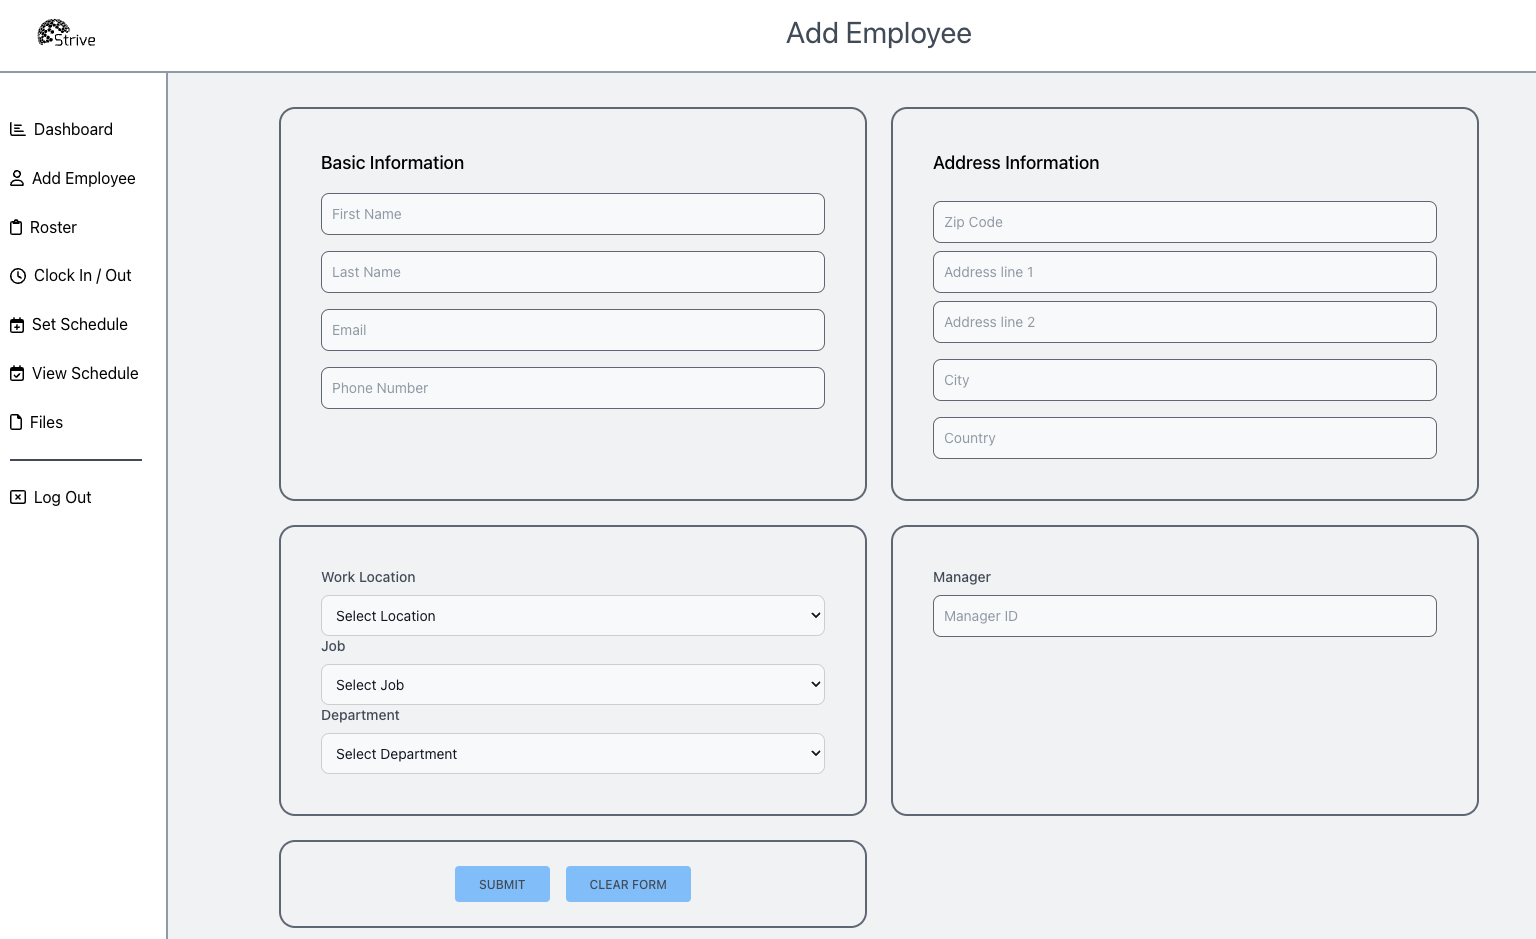 Strive
Add Employee
Dashboard
Add Employee
Roster
Clock In / Out
Set Schedule
View Schedule
Files
Log Out
Basic Information
First Name
Last Name
Email
Phone Number
Address Information
Zip Code
Address line 1
Address line 2
City
Country
Work Location
Select Location
Job
Select Job
Department
Select Department
Manager
Manager ID
SUBMIT
CLEAR FORM